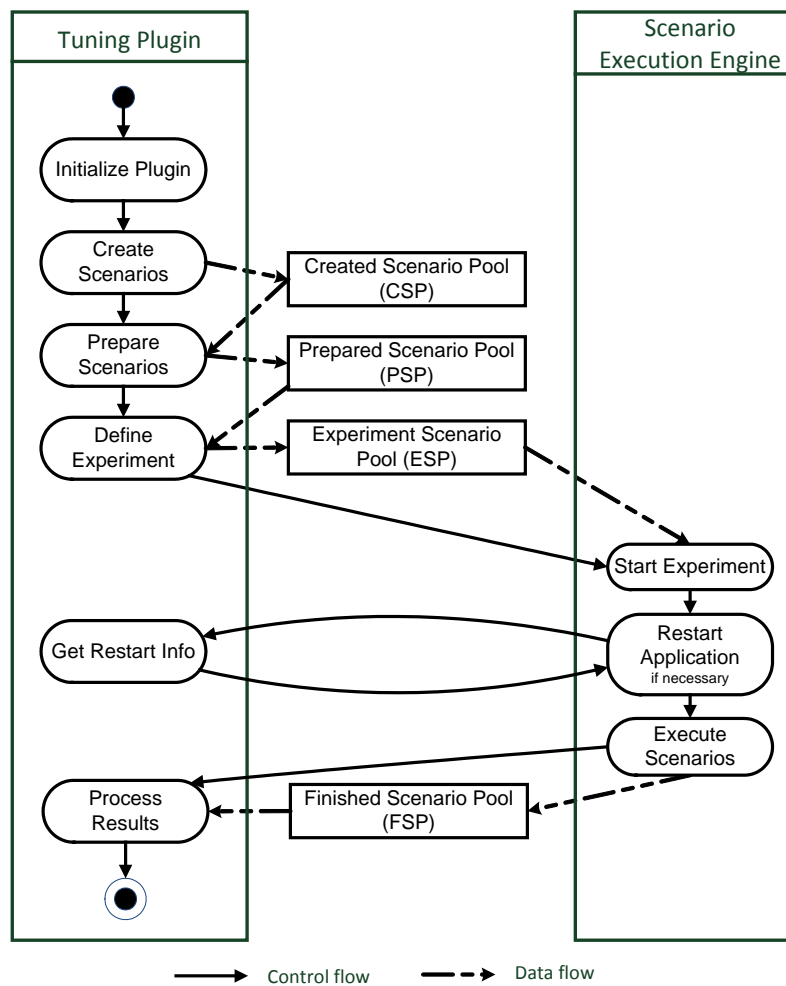 Tuning Plugin
Scenario
Execution Engine
Initialize Plugin
Create
Scenarios
Created Scenario Pool
(CSP)
Prepare
Scenarios
Prepared Scenario Pool
(PSP)
Define
Experiment
Experiment Scenario
Pool (ESP)
Start Experiment
Get Restart Info
Restart
Application
if necessary
Execute
Scenarios
Process
Results
Finished Scenario Pool
(FSP)
Control flow
Data flow